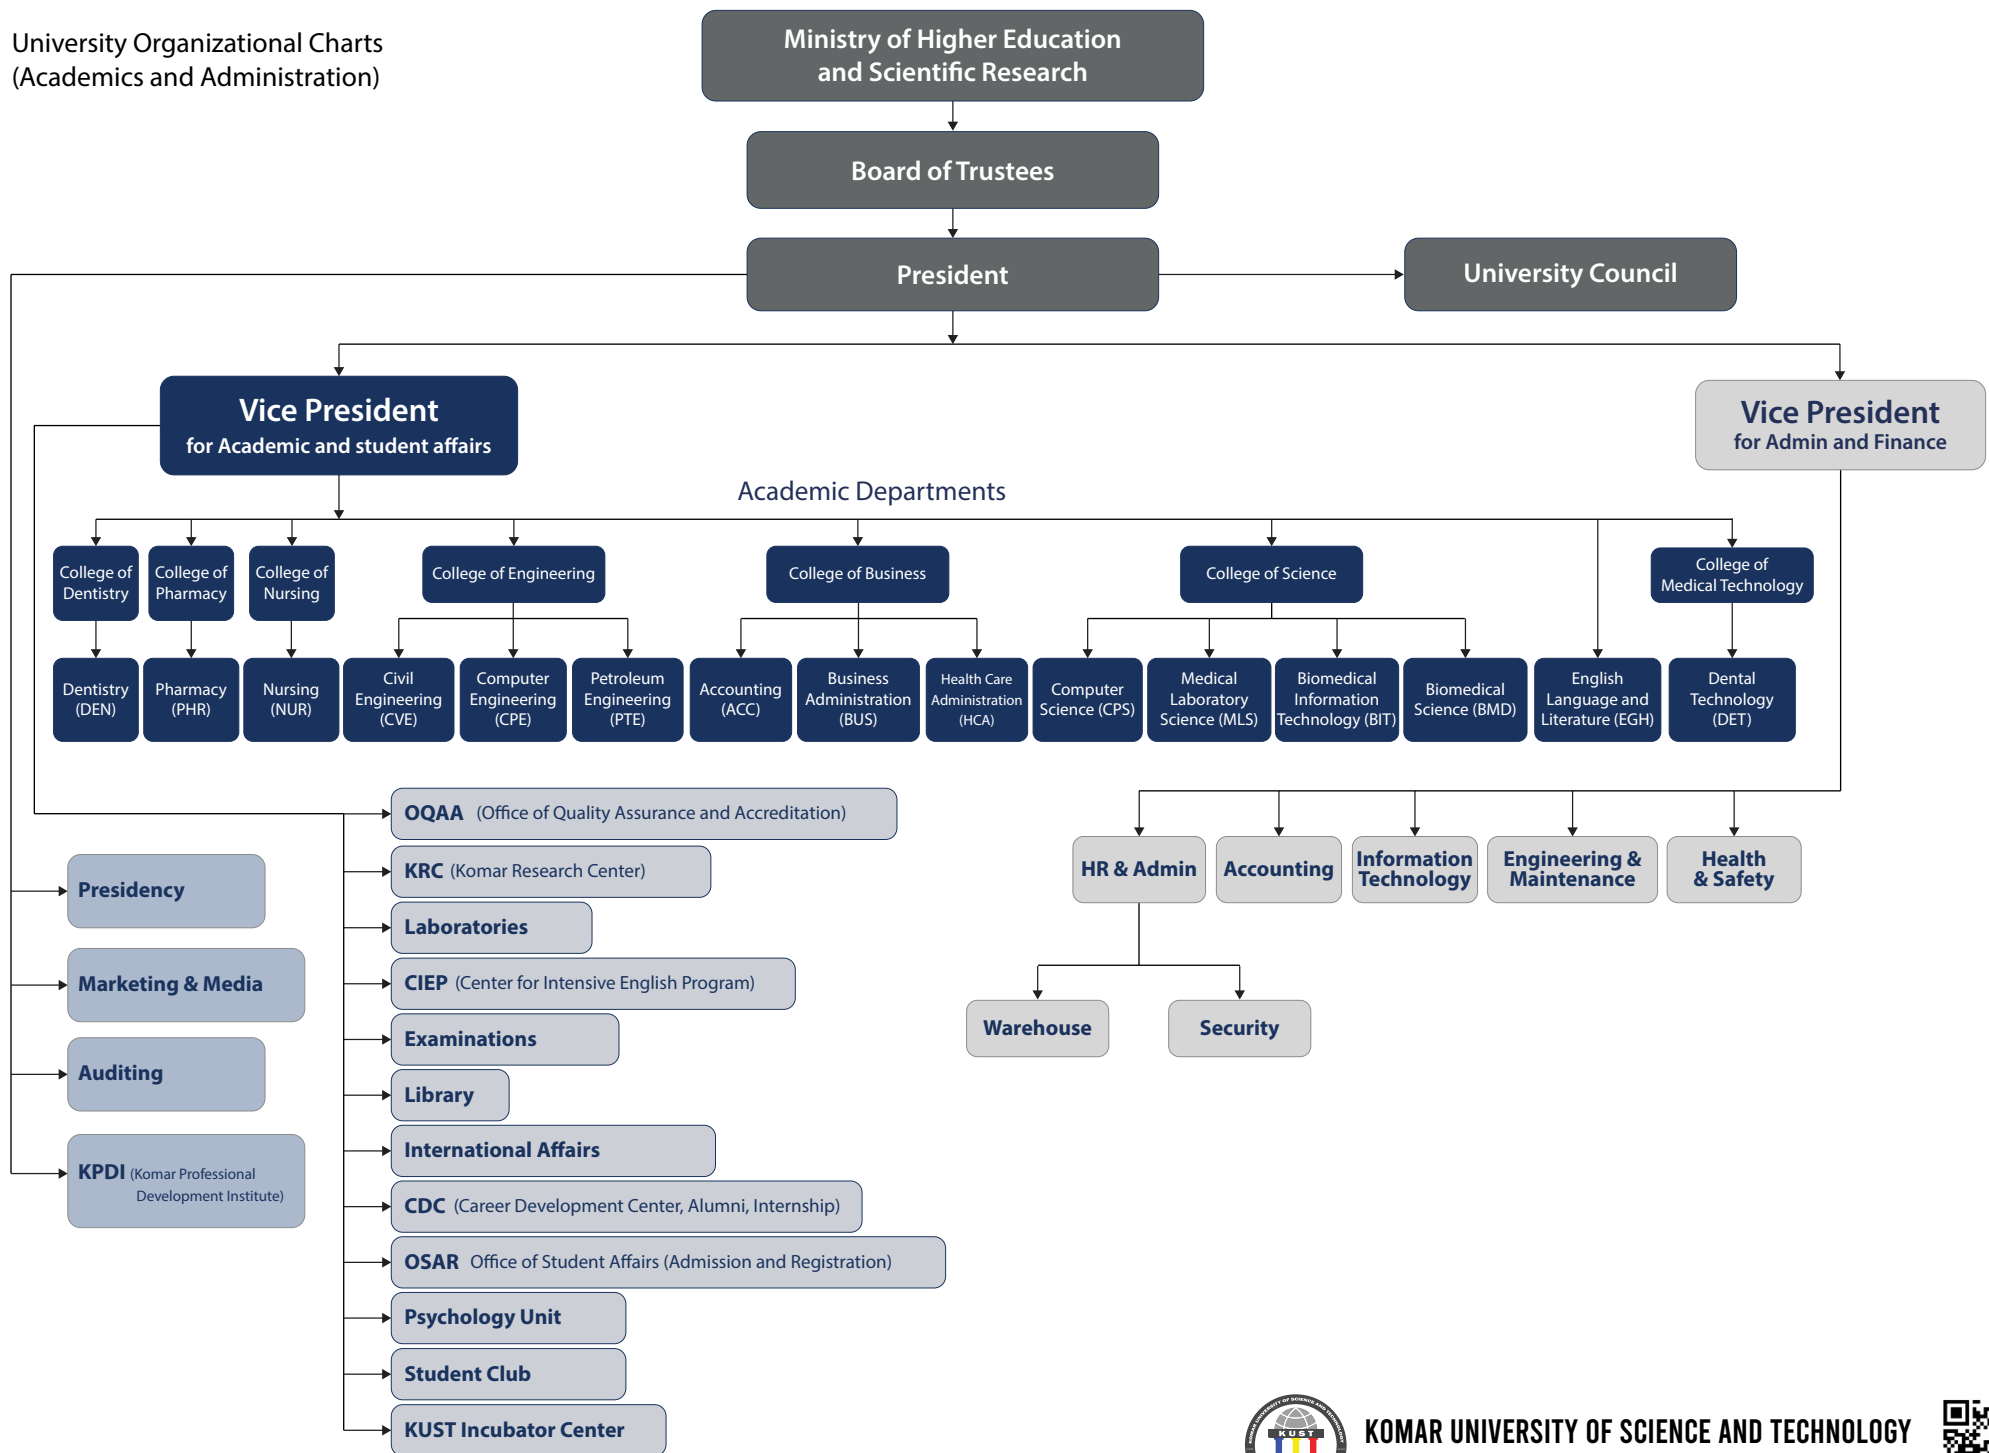 University Organizational Charts
(Academics and Administration)
Ministry of Higher Education
and Scientific Research
Board of Trustees
President
University Council
Vice President
for Academic and student affairs
Vice President
for Admin and Finance
Academic Departments
College of
Dentistry
College of
Pharmacy
College of
Nursing
College of Engineering
College of Business
College of Science
College of
Medical Technology
Dentistry
(DEN)
Pharmacy
(PHR)
Nursing
(NUR)
Civil
Engineering
(CVE)
Computer
Engineering
(CPE)
Petroleum
Engineering
(PTE)
Accounting
(ACC)
Business
Administration
(BUS)
Health Care
Administration
(HCA)
Computer
Science (CPS)
Medical
Laboratory
Science (MLS)
Biomedical
Information
Technology (BIT)
Biomedical
Science (BMD)
English
Language and
Literature (EGH)
Dental
Technology
(DET)
Presidency
Marketing & Media
Auditing
KPDI (Komar Professional
Development Institute)
OQAA (Office of Quality Assurance and Accreditation)
KRC (Komar Research Center)
Laboratories
CIEP (Center for Intensive English Program)
Examinations
Library
International Affairs
CDC (Career Development Center, Alumni, Internship)
OSAR Office of Student Affairs (Admission and Registration)
Psychology Unit
Student Club
KUST Incubator Center
HR & Admin
Accounting
Information
Technology
Engineering &
Maintenance
Health
& Safety
Warehouse
Security
KOMAR UNIVERSITY OF SCIENCE AND TECHNOLOGY
KUST
KOMAR UNIVERSITY OF SCIENCE AND TECHNOLOGY